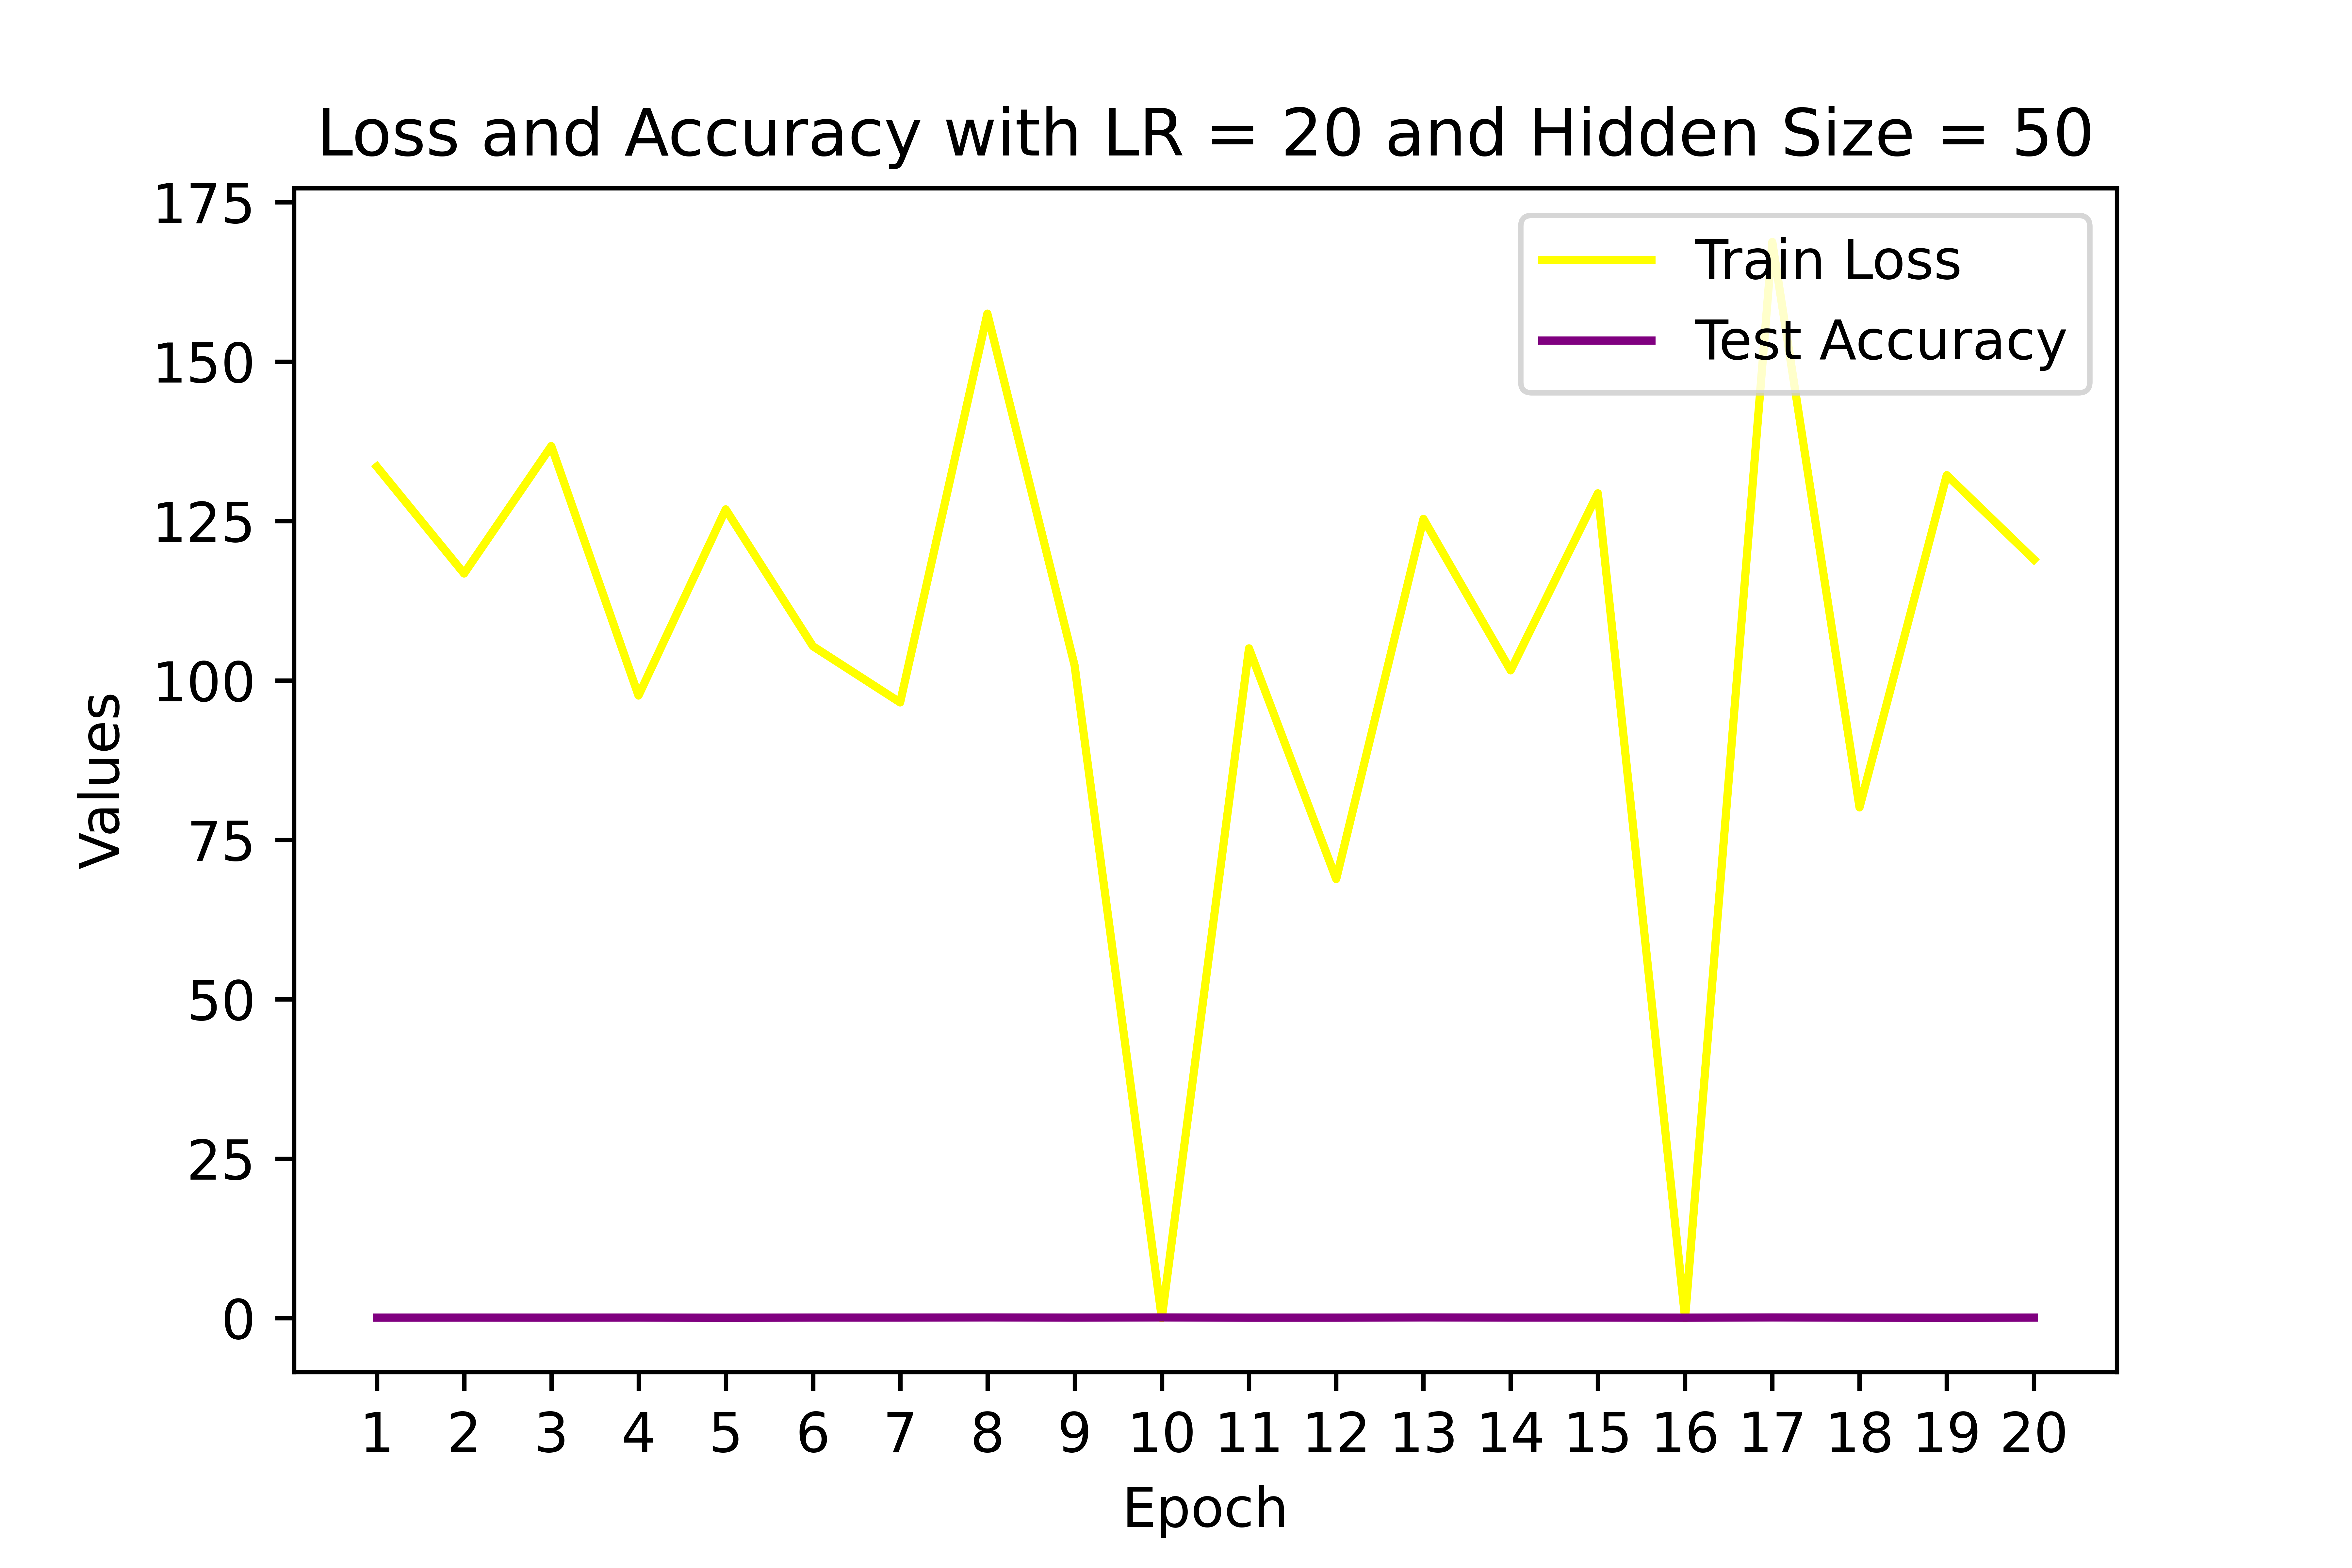 Loss and Accuracy with LR = 20 and Hidden Size = 50
175
150
125
100
75
50
25
0
Values
Train Loss
Test Accuracy
1 2 3 4 5 6 7 8 9 10 11 12 13 14 15 16 17 18 19 20
Epoch